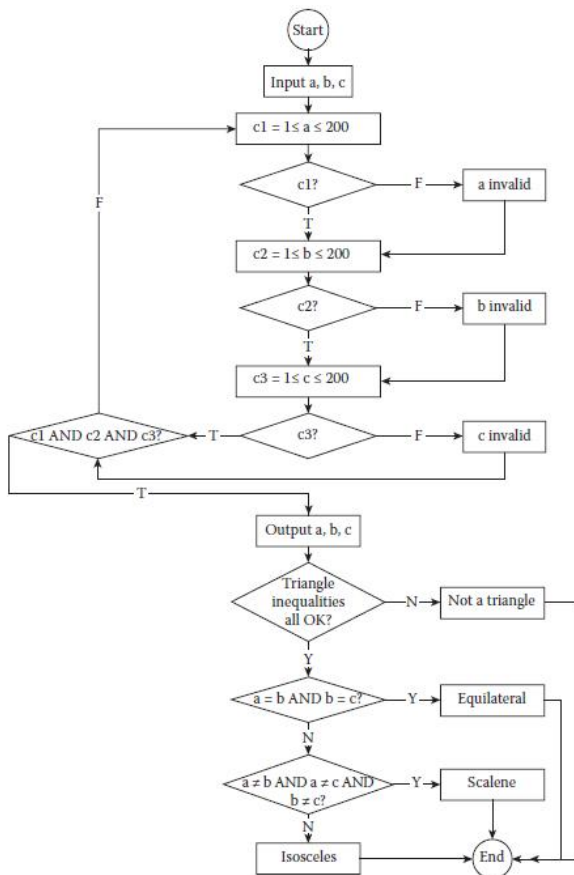 Start
Input a, b, c
c1 = 1≤ a ≤ 200
F
c1?
F
a invalid
T
c2 = 1≤ b ≤ 200
c2?
F
b invalid
T
c3 = 1≤ c ≤ 200
c1 AND c2 AND c3?
T
c3?
F
c invalid
T
Output a, b, c
Triangle
inequalities
all OK?
N
Not a triangle
Y
a = b AND b = c?
Y
Equilateral
N
a ≠ b AND a ≠ c AND
b ≠ c?
Y
Scalene
N
Isosceles
End